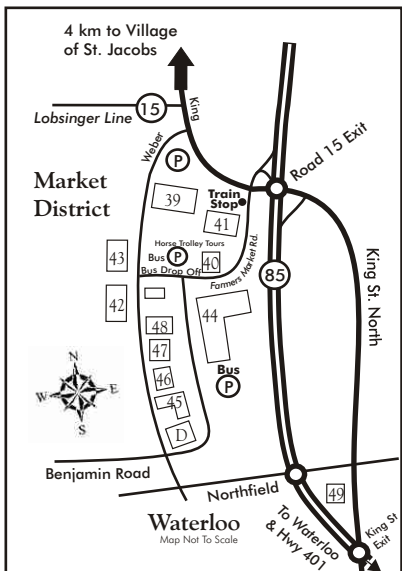 4 km to Village
of St. Jacobs
15
King
Lobsinger Line
Weber
P
Road 15 Exit
Market
District
39
Train
Stop
41
Horse Trolley Tours
Bus P
40
Bus Drop Off
Farmers Market Rd.
43
85
King St. North
42
44
48
47
46
Bus
P
45
D
N
W
E
S
Benjamin Road
Northfield
49
Waterloo
Map Not To Scale
To Waterloo
& Hwy 401
King St
Exit